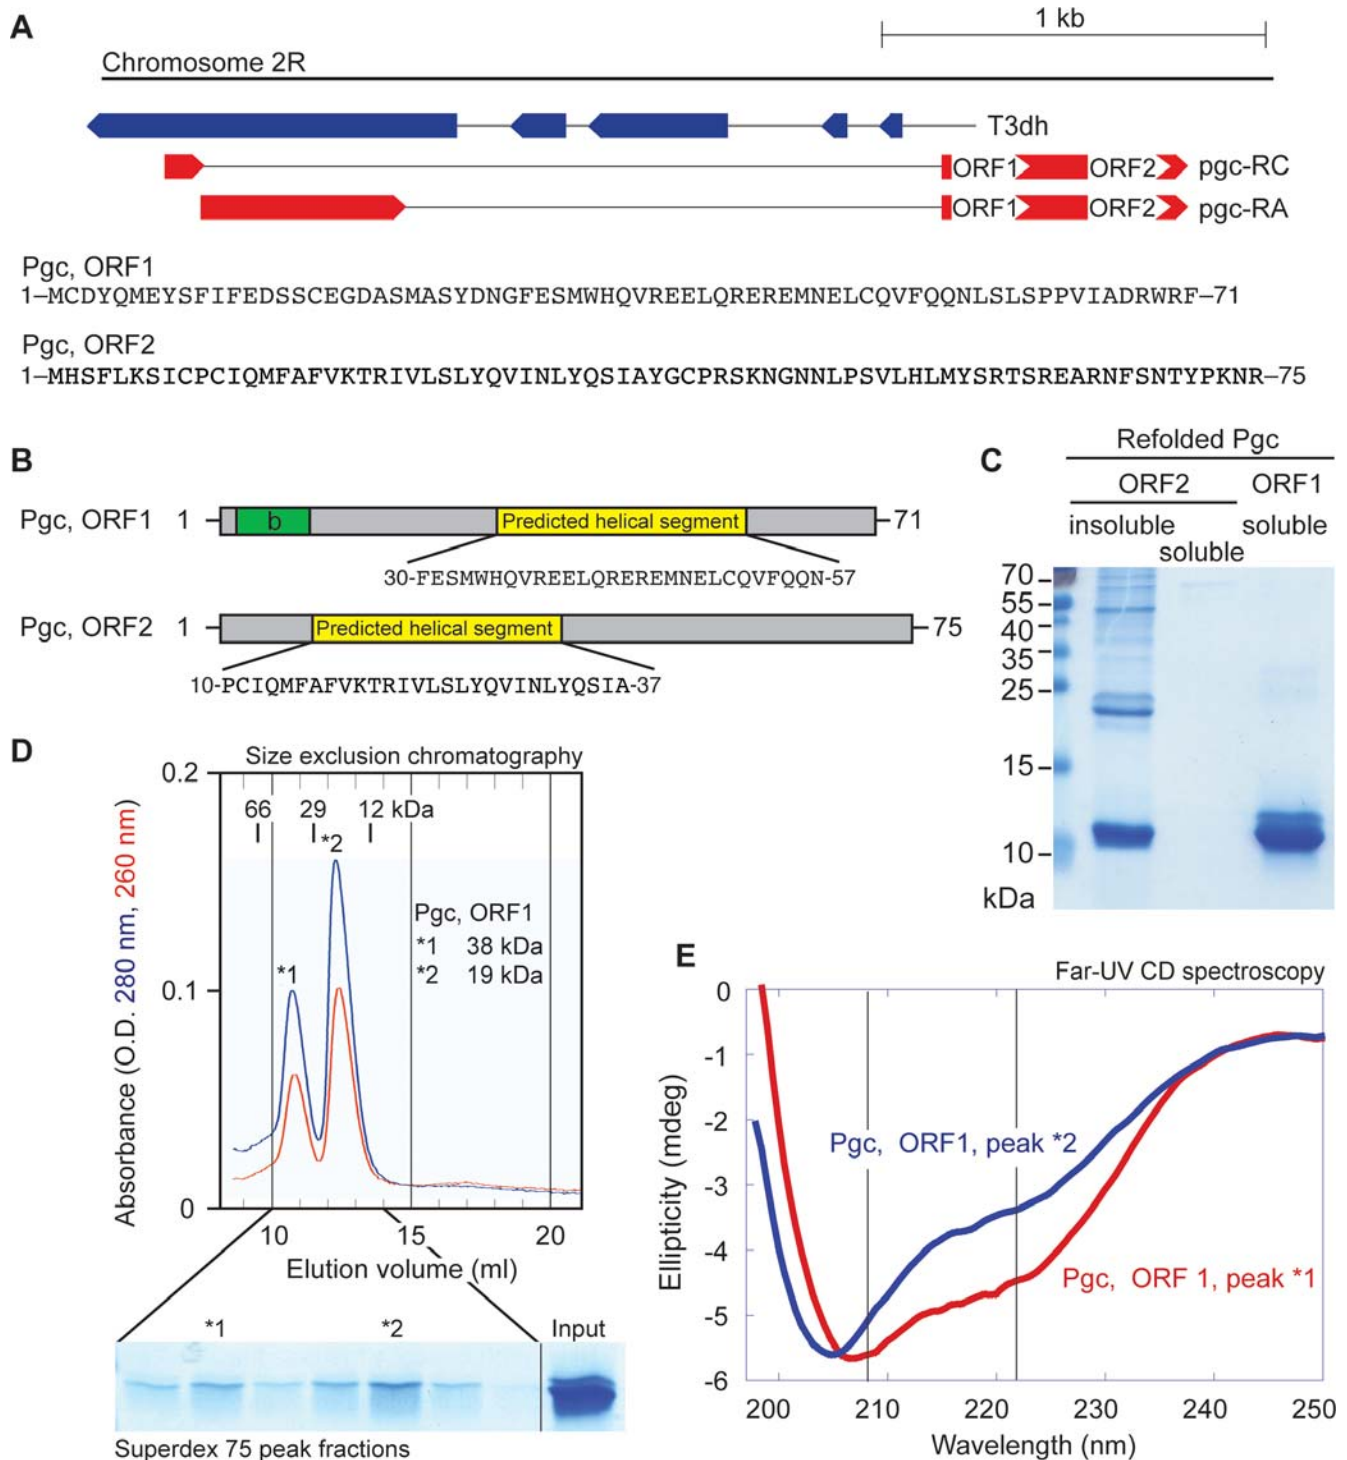 A
1 kb
Chromosome 2R
T3dh
ORF1 ORF2 pgc-RC
ORF1 ORF2 pgc-RA
Pgc, ORF1
1–MCDYQMEYSFIFEDSSCEGDASMASYDNGFESMWHQVREELQREREMNELCQVFQQNLSLSPPVIADRWRF–71
Pgc, ORF2
1–MHSFLKSICPCIQMFAFVKTRIVLSLYQVINLYQSIAYGCPRSKNGNNLPSVLHLMYSRTSREARNFSNTYPKNR–75
B
Pgc, ORF1 1 b Predicted helical segment 71
30-FESMWHQVREELQREREMNELCQVFQQN-57
Pgc, ORF2 1 Predicted helical segment 75
10-PCIQMFAFVKTRIVLSLYQVINLYQSIA-37
C
Refolded Pgc
ORF2 ORF1
insoluble soluble
soluble
70
55
40
35
25
15
10
kDa
D
Size exclusion chromatography
Absorbance (O.D. 280 nm, 260 nm)
0.2
0.1
0
66 29 12 kDa
*2
*1
Pgc, ORF1
*1 38 kDa
*2 19 kDa
10 15 20
Elution volume (ml)
*1 *2 Input
Superdex 75 peak fractions
E
Far-UV CD spectroscopy
Ellipticity (mdeg)
0
-1
-2
-3
-4
-5
-6
Pgc, ORF1, peak *2
Pgc, ORF 1, peak *1
200 210 220 230 240 250
Wavelength (nm)